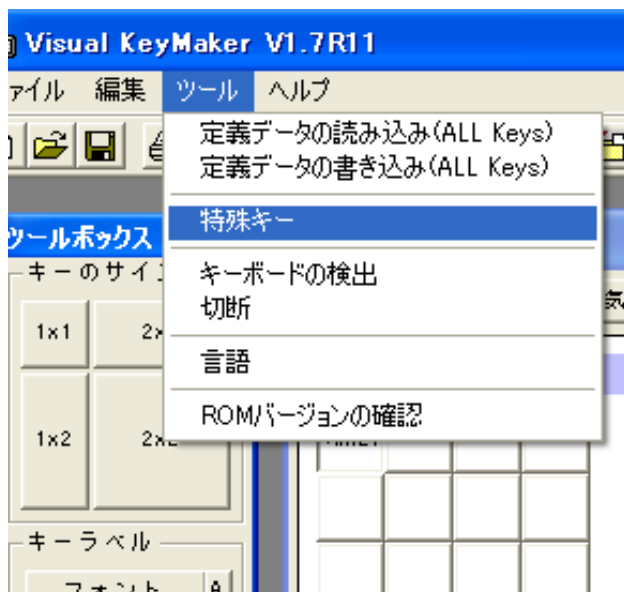 Visual KeyMaker V1.7R11
ァイル 編集 ツール ヘルプ
定義データの読み込み(ALL Keys)
定義データの書き込み(ALL Keys)
特殊キー
キーボードの検出
切断
言語
ROMバージョンの確認
ツールボックス
キーのサイ
1x1
1x2
キーラベル
フォント A